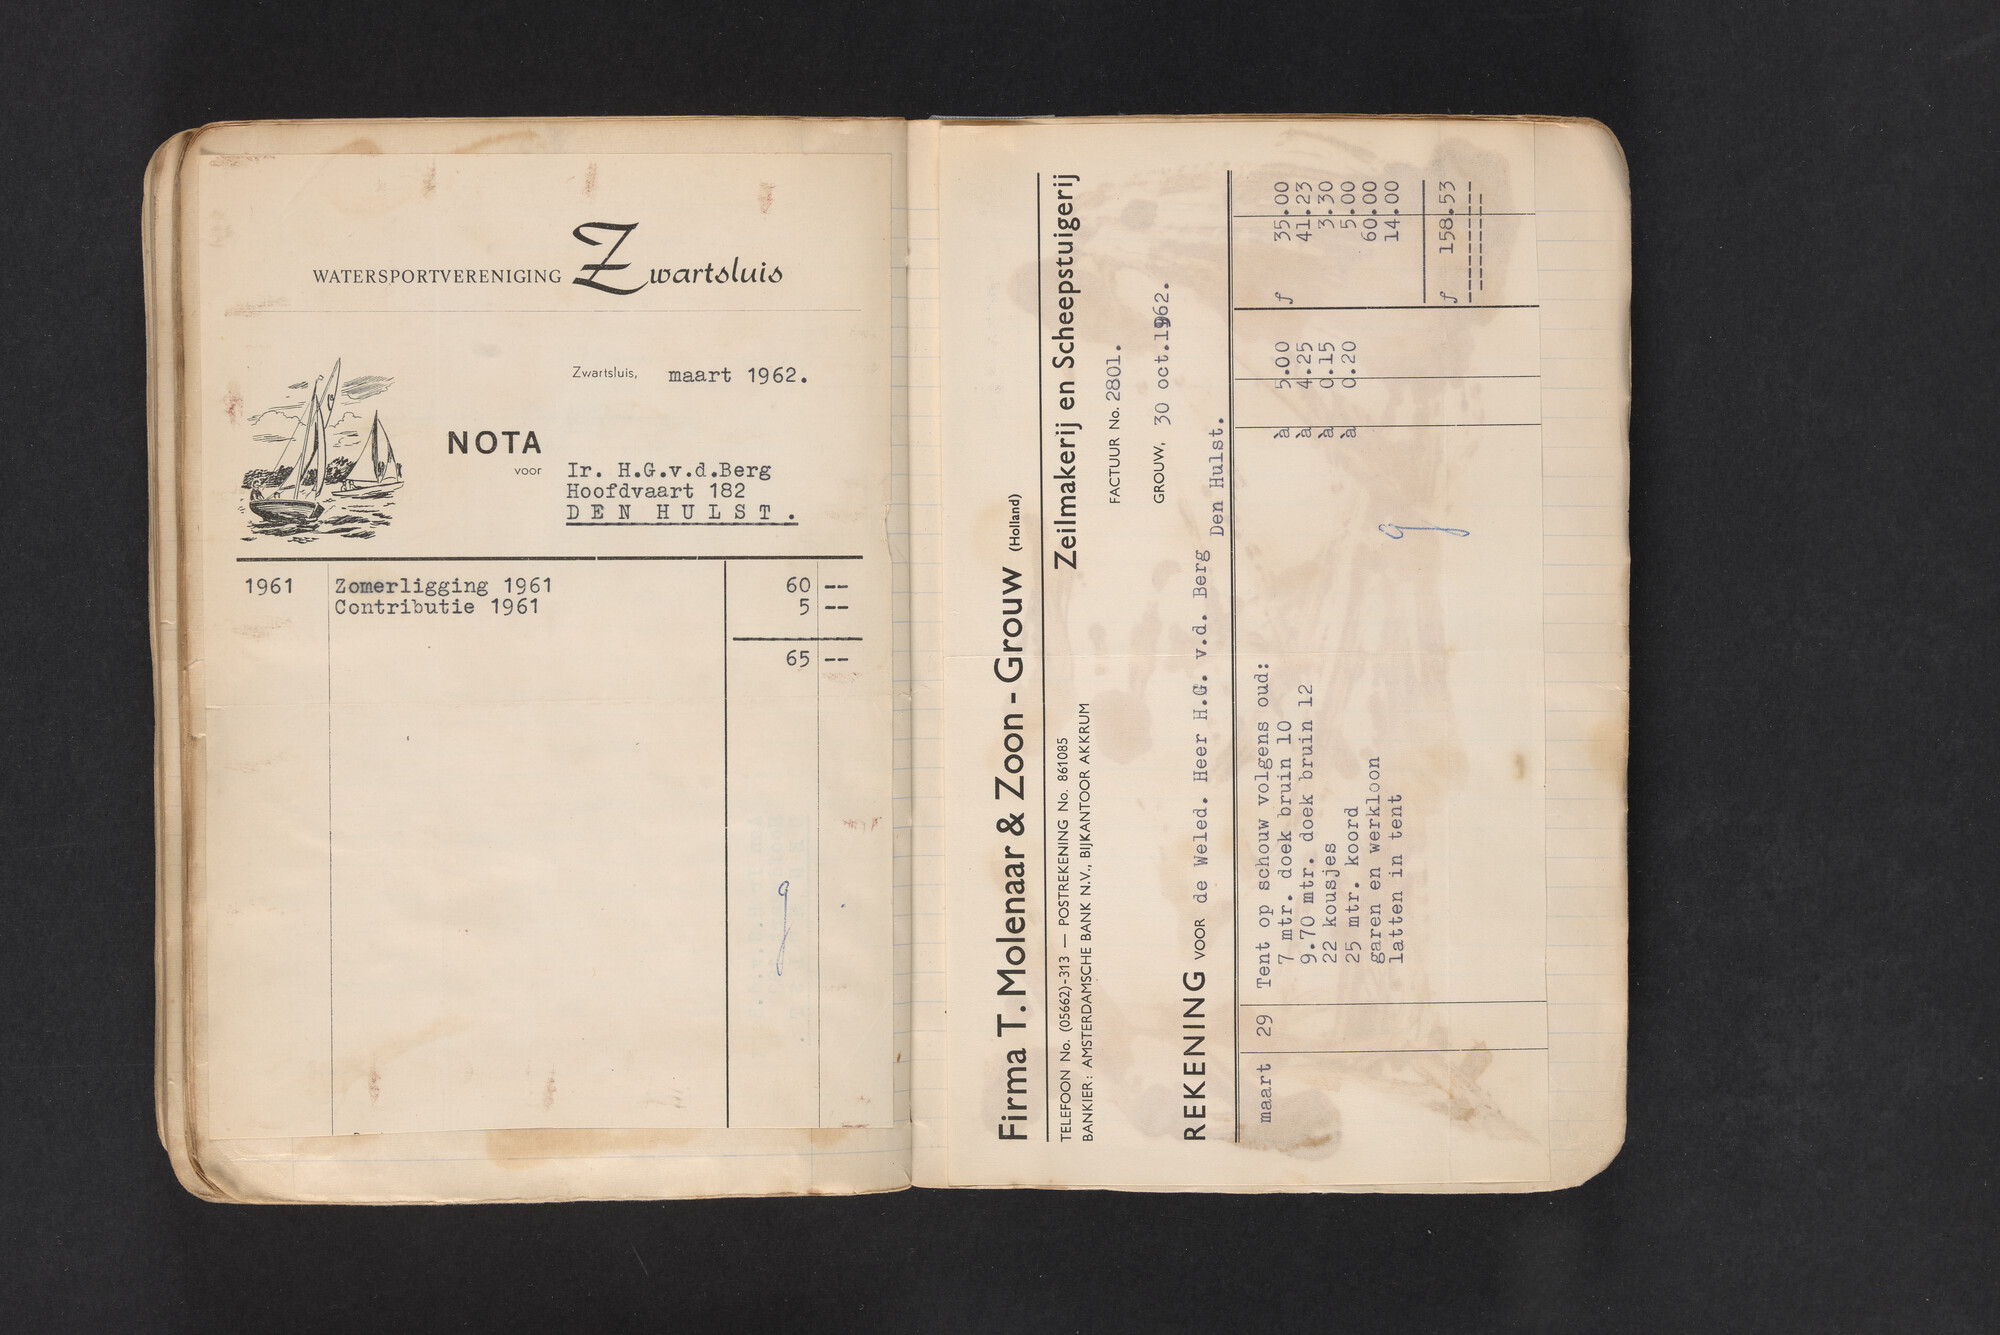 WATERSPORTVERENIGING Zwartsluis
Zwartsluis, maart 1962.
NOTA
voor
Ir. H.G.v.d.Berg
Hoofdvaart 182
DEN HULST.
1961 Zomerligging 1961 60 --
Contributie 1961 5 --
65 --
Firma T. Molenaar & Zoon - Grouw (Holland)
Zeilmakerij en Scheepstuigerij
TELEFOON No. (05662)-313 — POSTREKENING No. 861085
BANKIER: AMSTERDAMSCHE BANK N.V., BIJKANTOOR AKKRUM
FACTUUR No. 2801.
GROUW, 30 oct.1962.
REKENING VOOR de Weled. Heer H.G. v.d. Berg
Den Hulst.
maart 29 Tent op schouw volgens oud:
7 mtr. doek bruin 10 à 5.00 f 35.00
9.70 mtr. doek bruin 12 à 4.25 41.23
22 kousjes à 0.15 3.30
25 mtr. koord à 0.20 5.00
garen en werkloon 60.00
latten in tent 14.00
f 158.53